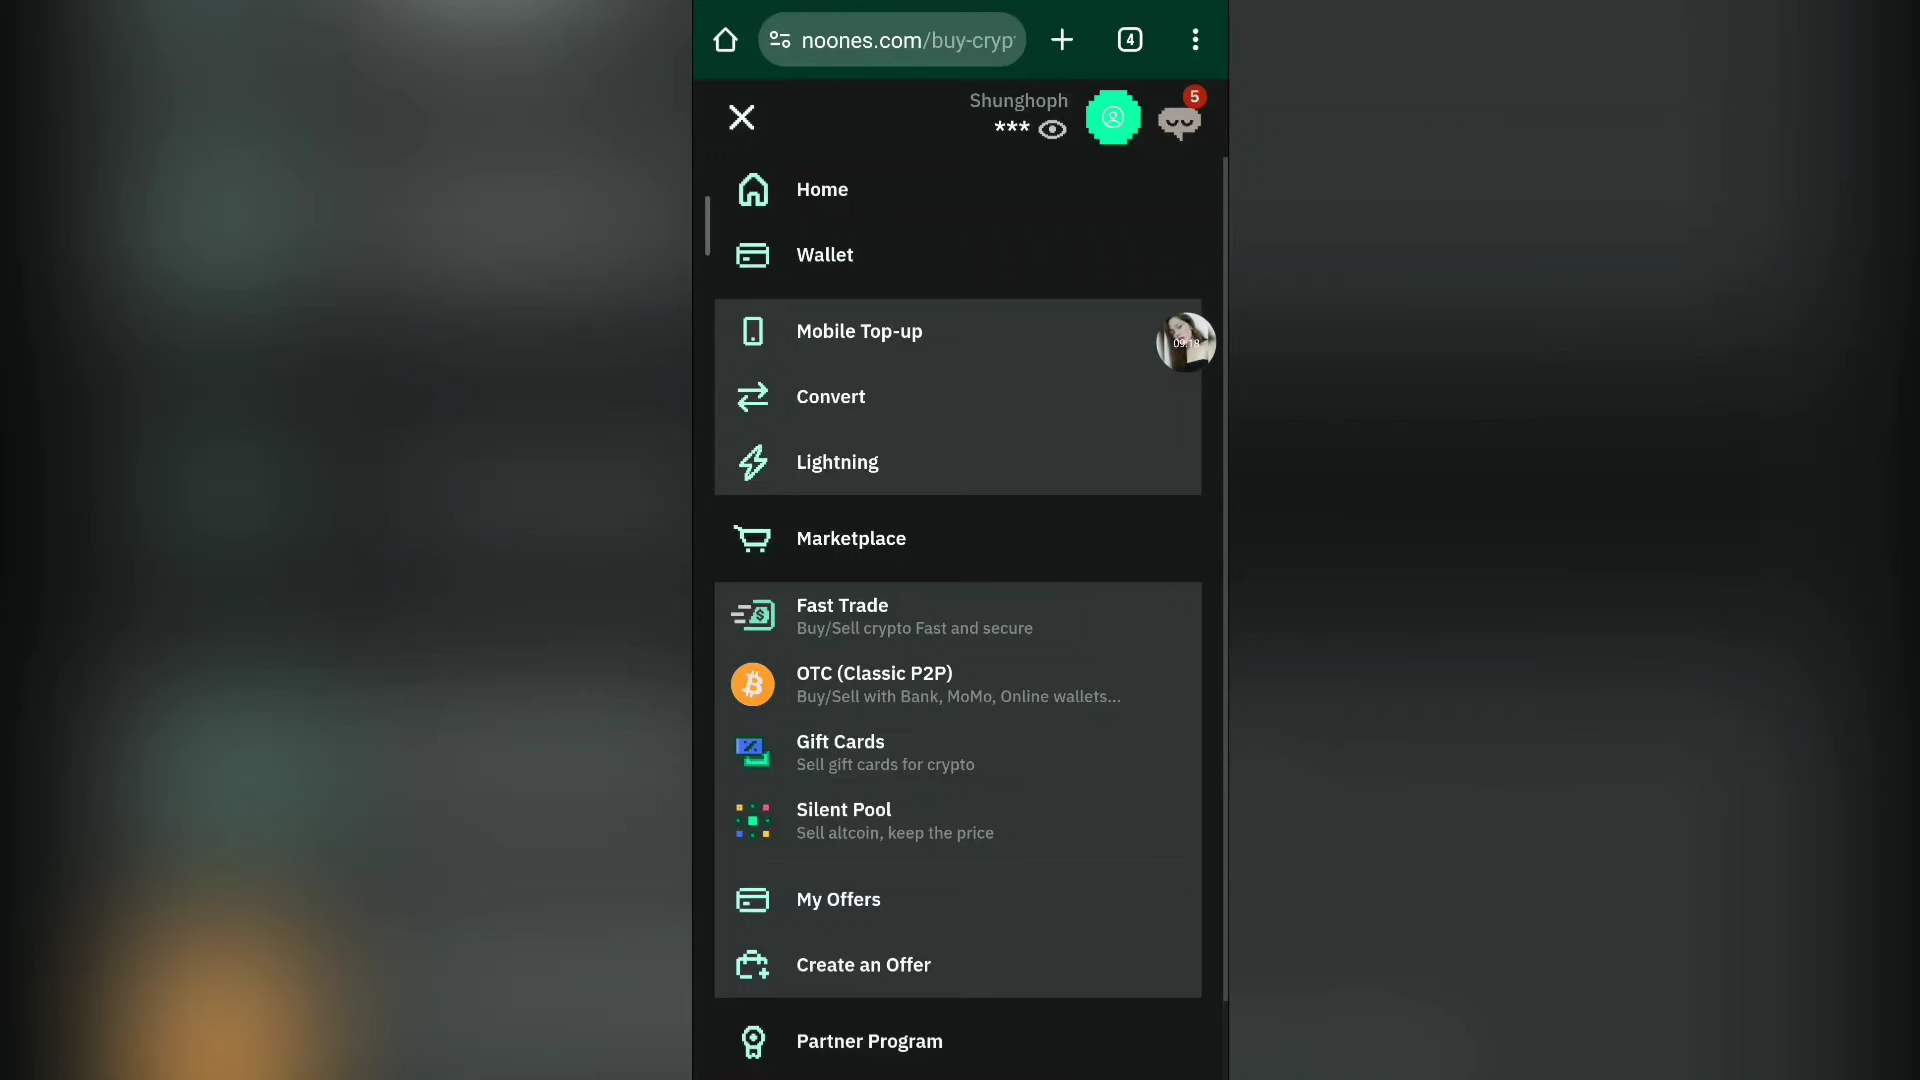 noones.com/buy-cryp
4
Shunghoph
***
5
Home
Wallet
Mobile Top-up
09:18
Convert
Lightning
Marketplace
Fast Trade
Buy/Sell crypto Fast and secure
OTC (Classic P2P)
Buy/Sell with Bank, MoMo, Online wallets...
Gift Cards
Sell gift cards for crypto
Silent Pool
Sell altcoin, keep the price
My Offers
Create an Offer
Partner Program